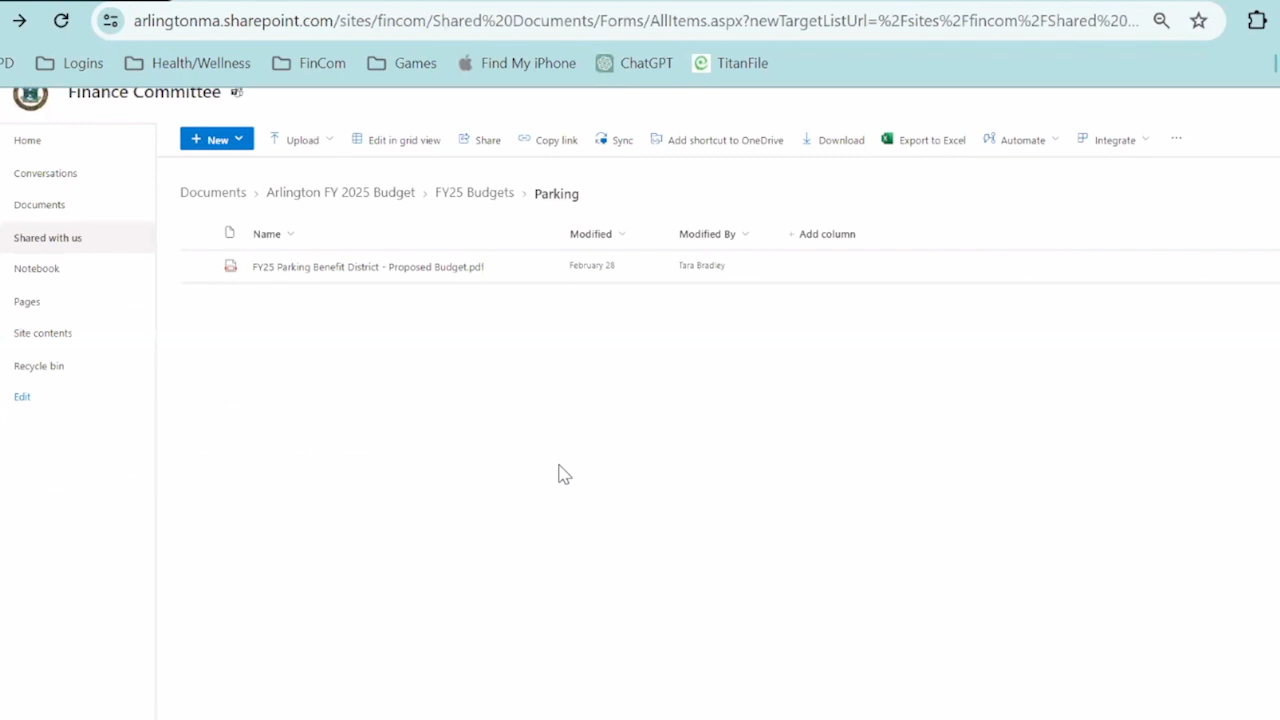 arlingtonma.sharepoint.com/sites/fincom/Shared%20Documents/Forms/AllItems.aspx?newTargetListUrl=%2Fsites%2Ffincom%2FShared%20...
PD Logins Health/Wellness FinCom Games Find My iPhone ChatGPT TitanFile
Finance Committee
Home
+ New Upload Edit in grid view Share Copy link Sync Add shortcut to OneDrive Download Export to Excel Automate Integrate ...
Conversations
Documents > Arlington FY 2025 Budget > FY25 Budgets > Parking
Documents
Shared with us
Name Modified Modified By + Add column
Notebook
FY25 Parking Benefit District - Proposed Budget.pdf February 28 Tara Bradley
Pages
Site contents
Recycle bin
Edit